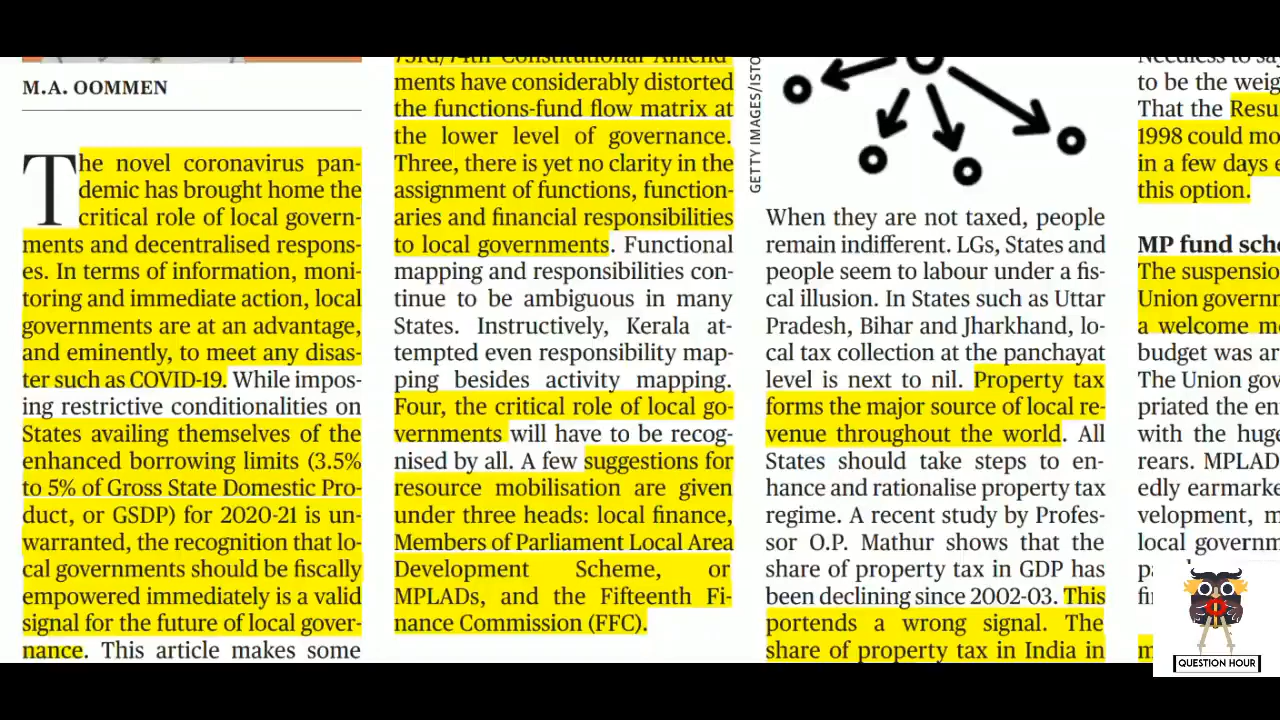 M.A. OOMMEN
The novel coronavirus pan-
demic has brought home the
critical role of local govern-
ments and decentralised respons-
es. In terms of information, moni-
toring and immediate action, local
governments are at an advantage,
and eminently, to meet any disas-
ter such as COVID-19. While impos-
ing restrictive conditionalities on
States availing themselves of the
enhanced borrowing limits (3.5%
to 5% of Gross State Domestic Pro-
duct, or GSDP) for 2020-21 is un-
warranted, the recognition that lo-
cal governments should be fiscally
empowered immediately is a valid
signal for the future of local gover-
nance. This article makes some
73rd/74th Constitutional Amend-
ments have considerably distorted
the functions-fund flow matrix at
the lower level of governance.
Three, there is yet no clarity in the
assignment of functions, function-
aries and financial responsibilities
to local governments. Functional
mapping and responsibilities con-
tinue to be ambiguous in many
States. Instructively, Kerala at-
tempted even responsibility map-
ping besides activity mapping.
Four, the critical role of local go-
vernments will have to be recog-
nised by all. A few suggestions for
resource mobilisation are given
under three heads: local finance,
Members of Parliament Local Area
Development Scheme, or
MPLADs, and the Fifteenth Fi-
nance Commission (FFC).
GETTY IMAGES/ISTO
When they are not taxed, people
remain indifferent. LGs, States and
people seem to labour under a fis-
cal illusion. In States such as Uttar
Pradesh, Bihar and Jharkhand, lo-
cal tax collection at the panchayat
level is next to nil. Property tax
forms the major source of local re-
venue throughout the world. All
States should take steps to en-
hance and rationalise property tax
regime. A recent study by Profes-
sor O.P. Mathur shows that the
share of property tax in GDP has
been declining since 2002-03. This
portends a wrong signal. The
share of property tax in India in
Needless to say
to be the weig
That the Resu
1998 could mo
in a few days e
this option.
MP fund sche
The suspensio
Union governm
a welcome mo
budget was ar
The Union gov
priated the en
with the huge
rears. MPLAD
edly earmarke
velopment, m
local governm
QUESTION HOUR